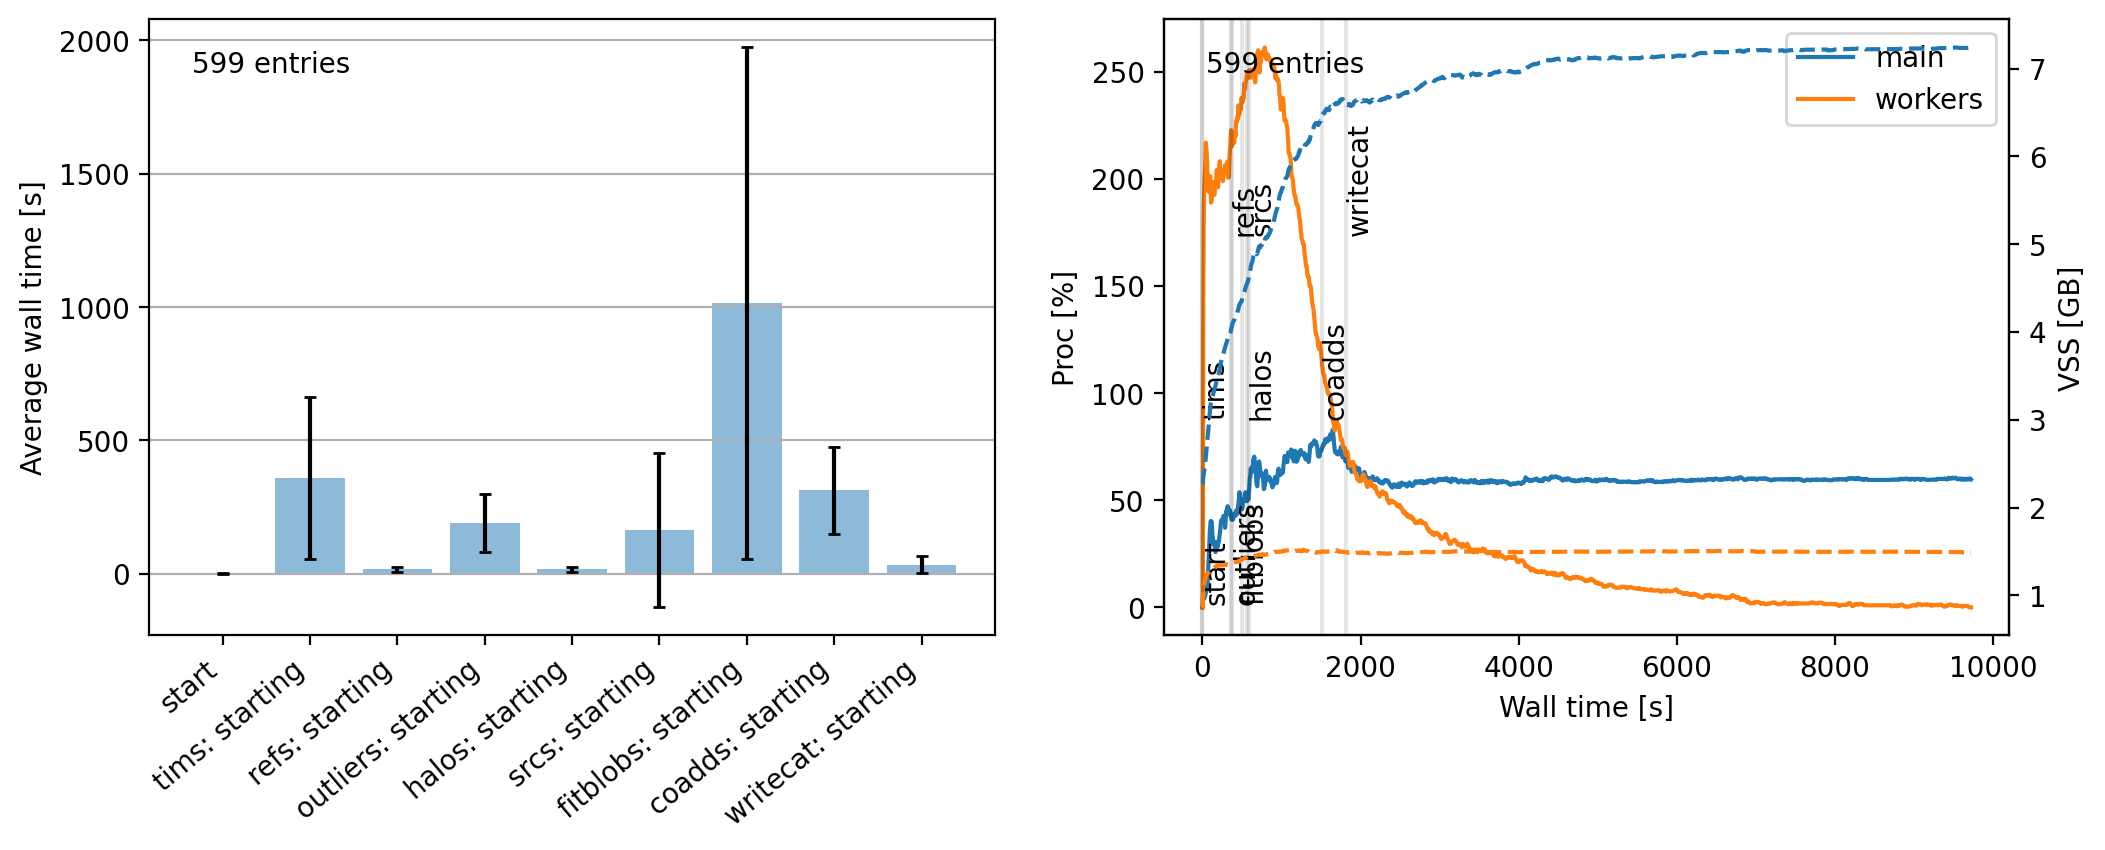 2000
1500
1000
500
0
Average wall time [s]
599 entries
start
tims: starting
refs: starting
outliers: starting
halos: starting
srcs: starting
fitblobs: starting
coadds: starting
writecat: starting
250
200
150
100
50
0
Proc [%]
599 entries
main
workers
start
tims
refs
outliers
halos
srcs
fitblobs
coadds
writecat
7
6
5
4
3
2
1
VSS [GB]
0
2000
4000
6000
8000
10000
Wall time [s]